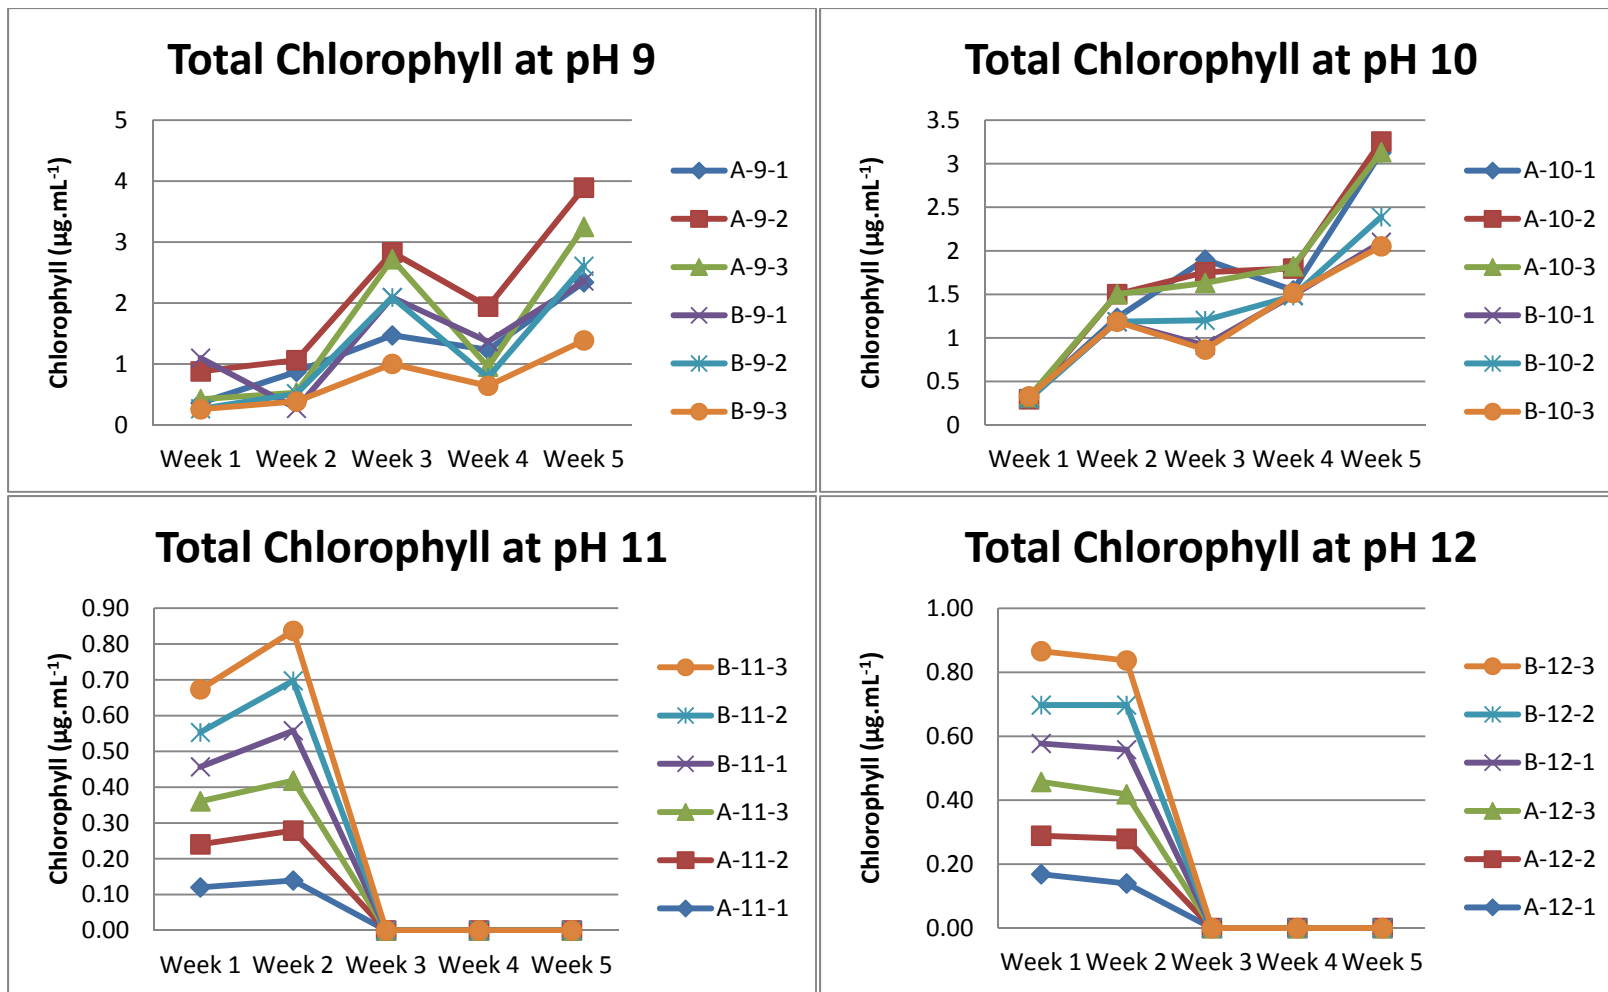 Total Chlorophyll at pH 9
Chlorophyll (µg.mL-1)
5
4
3
2
1
0
Week 1 Week 2 Week 3 Week 4 Week 5
A-9-1
A-9-2
A-9-3
B-9-1
B-9-2
B-9-3
Total Chlorophyll at pH 10
Chlorophyll (µg.mL-1)
3.5
3
2.5
2
1.5
1
0.5
0
Week 1 Week 2 Week 3 Week 4 Week 5
A-10-1
A-10-2
A-10-3
B-10-1
B-10-2
B-10-3
Total Chlorophyll at pH 11
Chlorophyll (µg.mL-1)
0.90
0.80
0.70
0.60
0.50
0.40
0.30
0.20
0.10
0.00
Week 1 Week 2 Week 3 Week 4 Week 5
B-11-3
B-11-2
B-11-1
A-11-3
A-11-2
A-11-1
Total Chlorophyll at pH 12
Chlorophyll (µg.mL-1)
1.00
0.80
0.60
0.40
0.20
0.00
Week 1 Week 2 Week 3 Week 4 Week 5
B-12-3
B-12-2
B-12-1
A-12-3
A-12-2
A-12-1